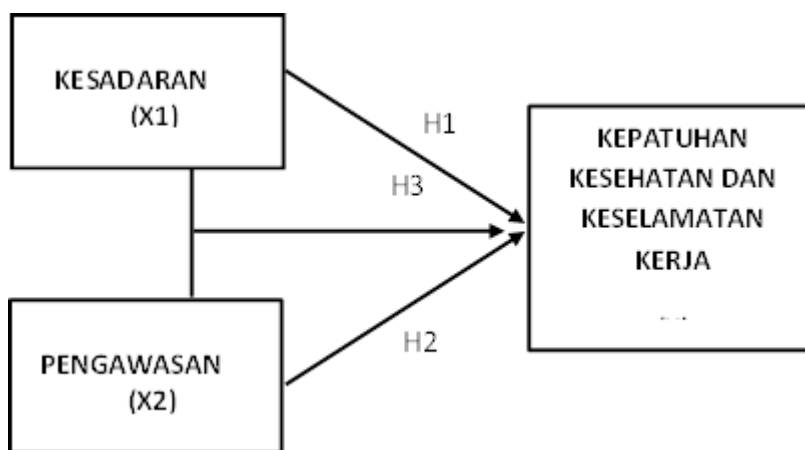 KESADARAN
(X1)
H1
H3
KEPATUHAN
KESEHATAN DAN
KESELAMATAN
KERJA
PENGAWASAN
(X2)
H2